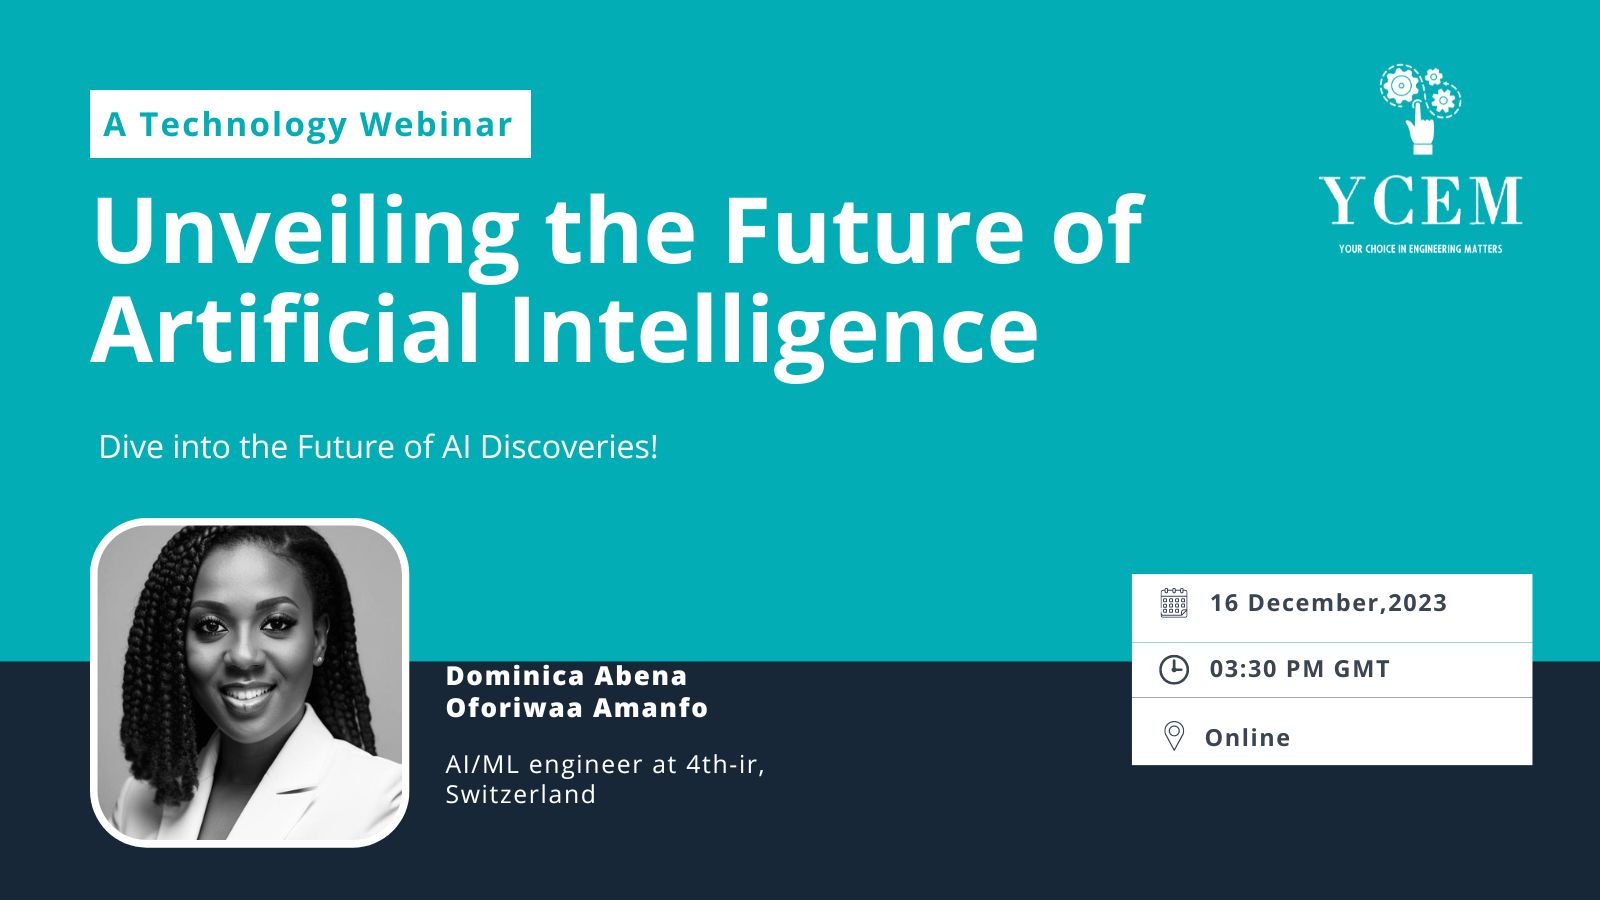 A Technology Webinar
Unveiling the Future of
Artificial Intelligence
YCEM
YOUR CHOICE IN ENGINEERING MATTERS
Dive into the Future of AI Discoveries!
Dominica Abena
Oforiwaa Amanfo
AI/ML engineer at 4th-ir,
Switzerland
16 December,2023
03:30 PM GMT
Online